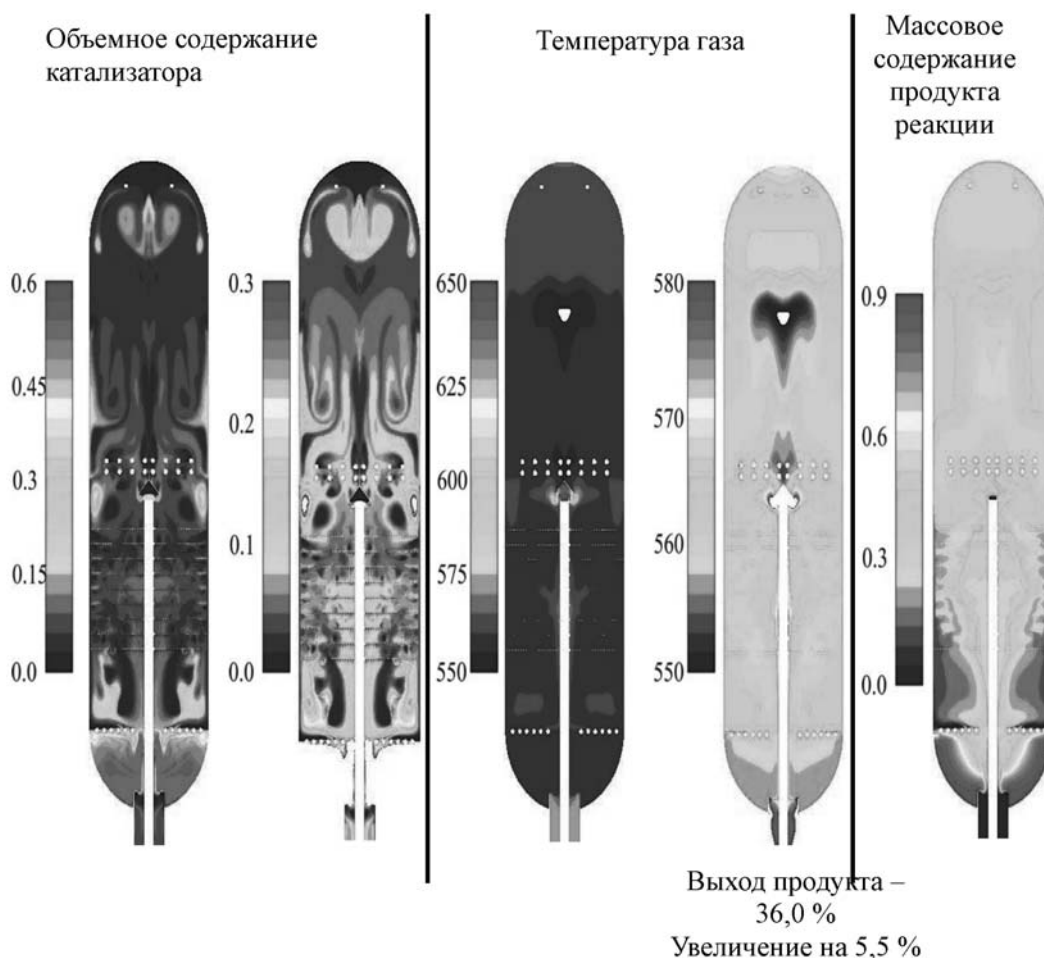 Объемное содержание
катализатора
Температура газа
Массовое
содержание
продукта
реакции
0.6
0.45
0.3
0.15
0.0
0.3
0.2
0.1
0.0
650
625
600
575
550
580
570
560
550
0.9
0.6
0.3
0.0
Выход продукта –
36,0 %
Увеличение на 5,5 %